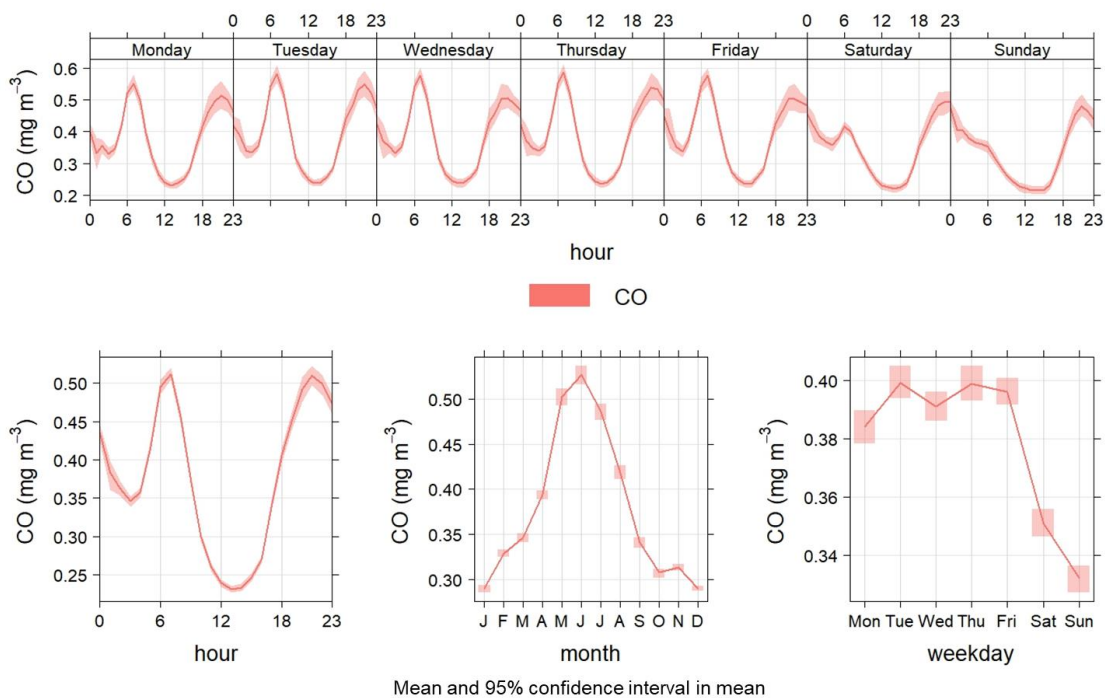 0 6 12 18 23 0 6 12 18 23 0 6 12 18 23
Monday Tuesday Wednesday Thursday Friday Saturday Sunday
CO (mg m⁻³)
0.6
0.5
0.4
0.3
0.2
0 6 12 18 23 0 6 12 18 23 0 6 12 18 23 0 6 12 18 23
hour
CO
CO (mg m⁻³)
0.50
0.45
0.40
0.35
0.30
0.25
0 6 12 18 23
hour
CO (mg m⁻³)
0.50
0.45
0.40
0.35
0.30
J F M A M J J A S O N D
month
CO (mg m⁻³)
0.40
0.38
0.36
0.34
Mon Tue Wed Thu Fri Sat Sun
weekday
Mean and 95% confidence interval in mean